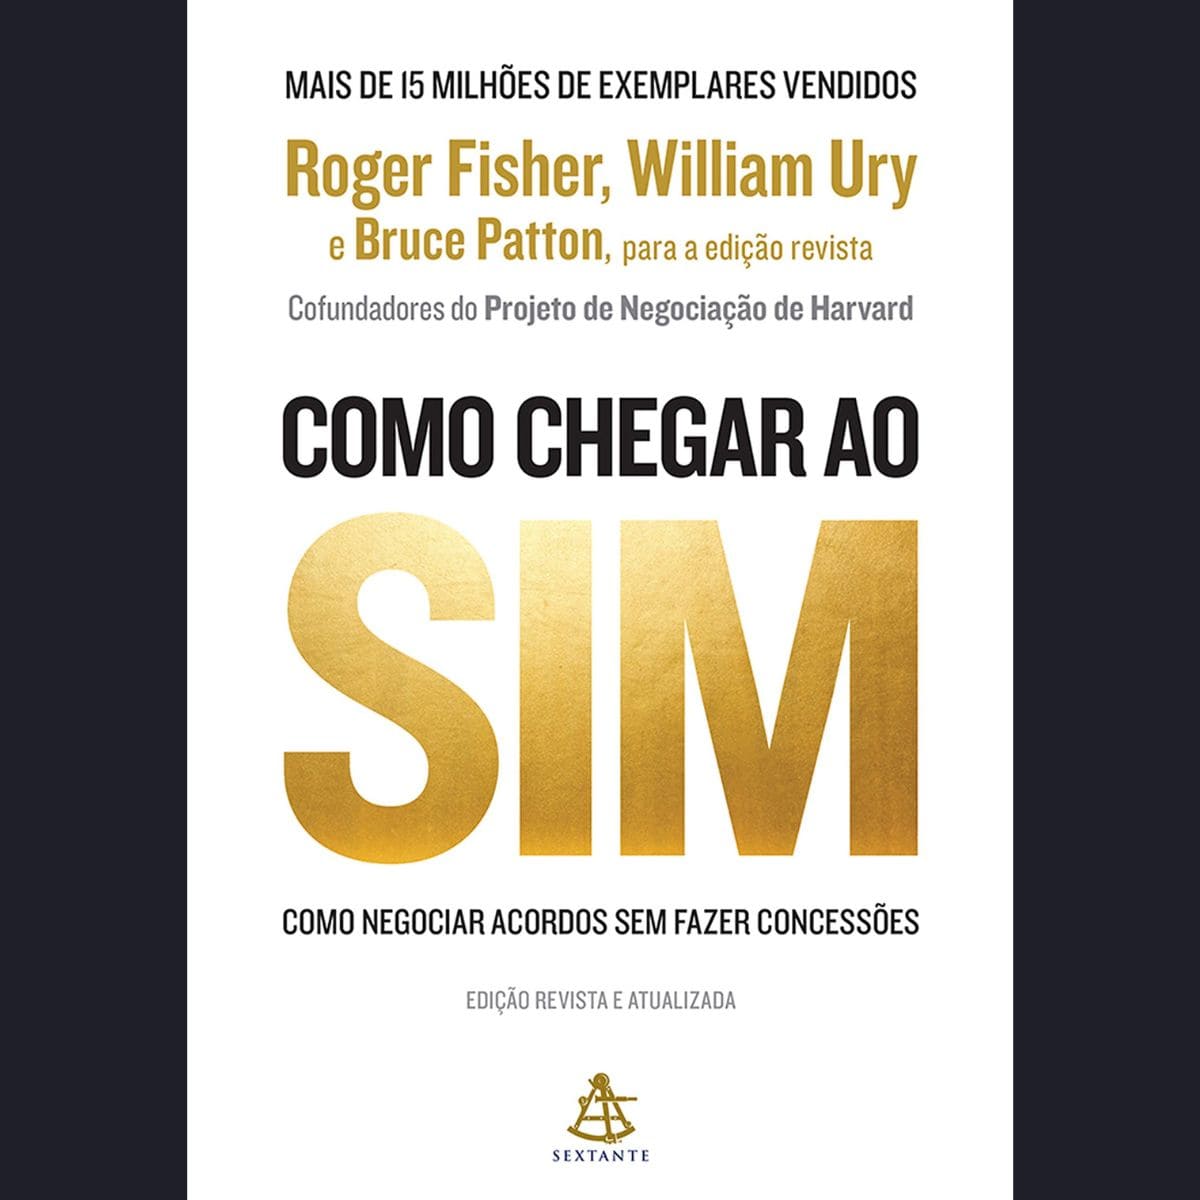 MAIS DE 15 MILHÕES DE EXEMPLARES VENDIDOS
Roger Fisher, William Ury
e Bruce Patton, para a edição revista
Cofundadores do Projeto de Negociação de Harvard
COMO CHEGAR AO
SIM
COMO NEGOCIAR ACORDOS SEM FAZER CONCESSÕES
EDIÇÃO REVISTA E ATUALIZADA
SEXTANTE